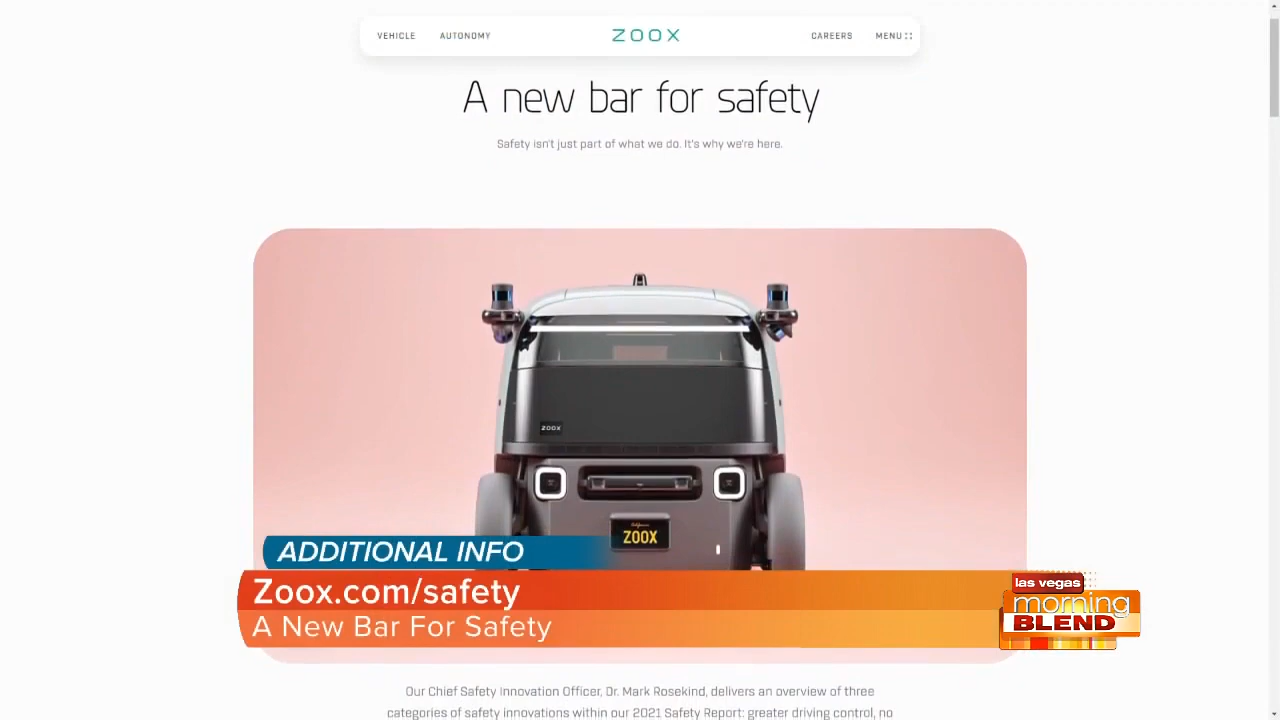 VEHICLE AUTONOMY ZOOX CAREERS MENU
A new bar for safety
Safety isn't just part of what we do. It's why we're here.
ZOOX
California
ZOOX
ADDITIONAL INFO
Zoox.com/safety
A New Bar For Safety
las vegas
morning
BLEND
Our Chief Safety Innovation Officer, Dr. Mark Rosekind, delivers an overview of three
categories of safety innovations within our 2021 Safety Report: greater driving control, no